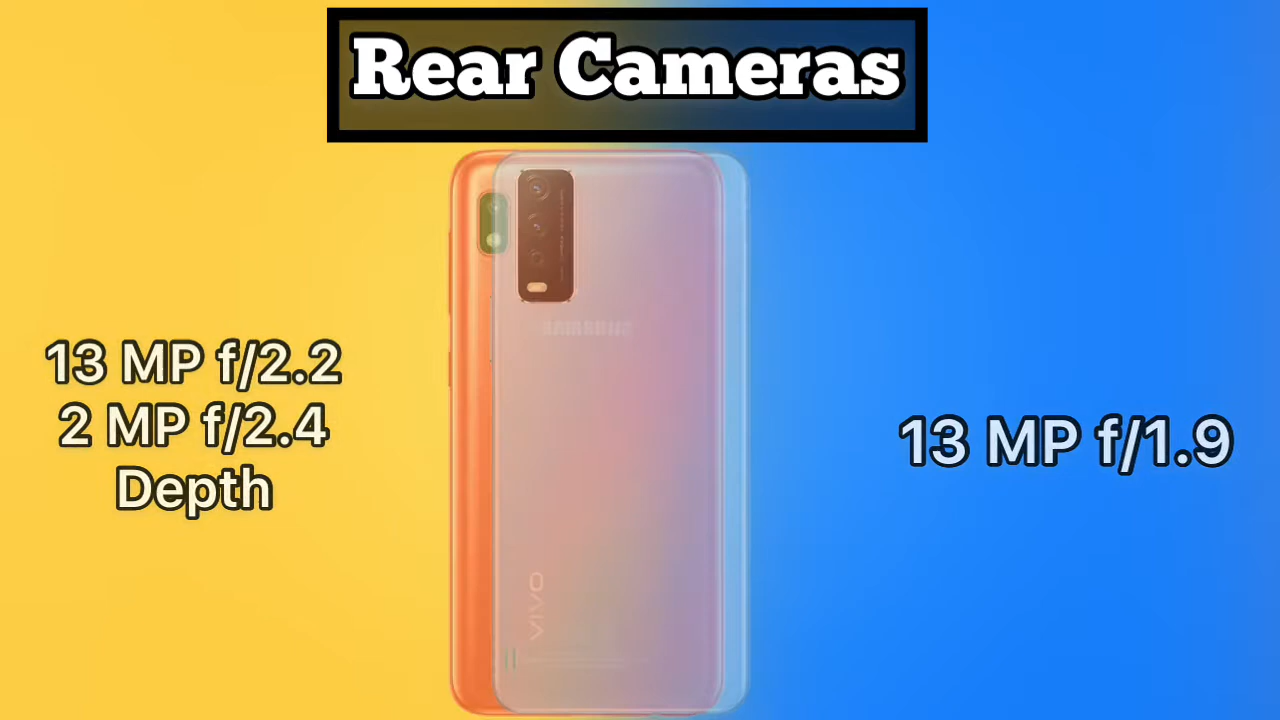 Rear Cameras
13 MP f/2.2
2 MP f/2.4
Depth
13 MP f/1.9
SAMSUNG
VIVO